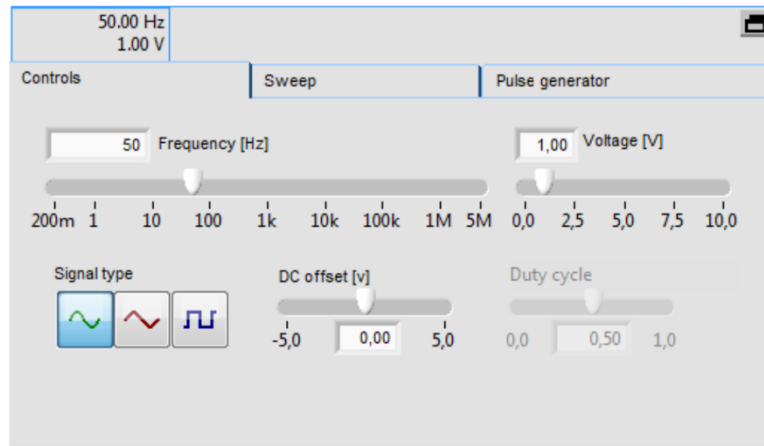 50.00 Hz
1.00 V
Controls
Sweep
Pulse generator
50 Frequency [Hz]
1,00 Voltage [V]
200m 1 10 100 1k 10k 100k 1M 5M
0,0 2,5 5,0 7,5 10,0
Signal type
DC offset [v]
Duty cycle
-5,0 0,00 5,0
0,0 0,50 1,0